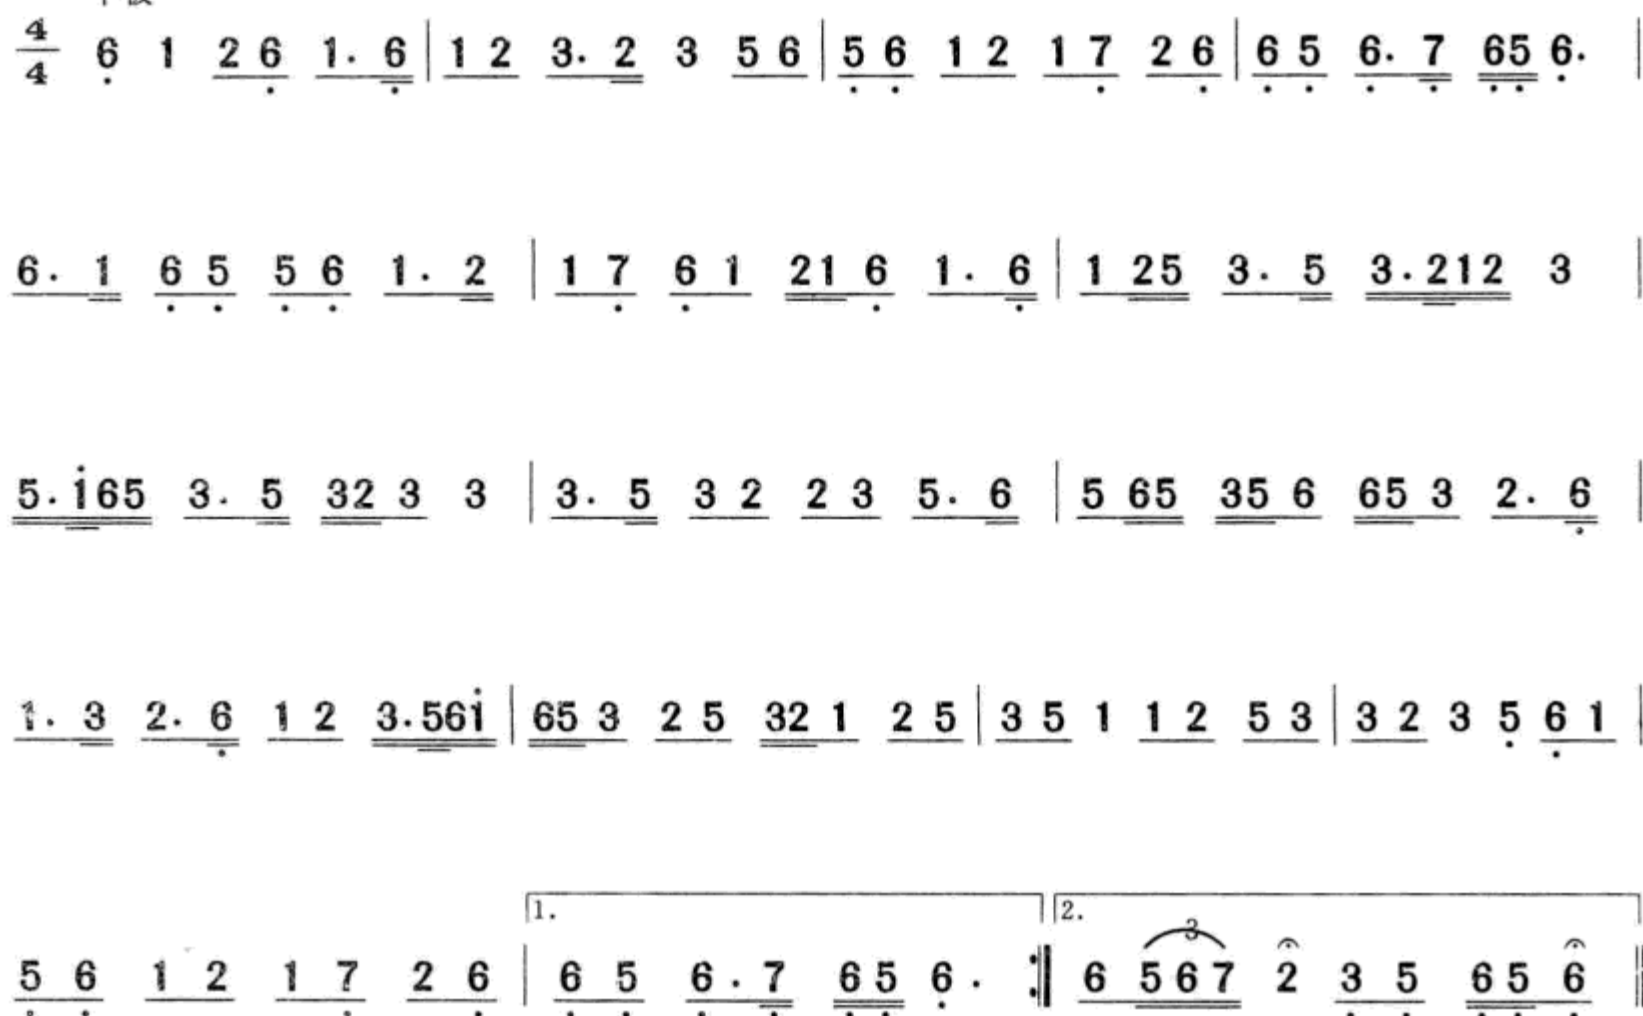 4/4 6̣ 1 2 6̣ 1. 6̣ | 1 2 3. 2 3 5 6 | 5̣ 6̣ 1 2 1 7̣ 2 6̣ | 6̣ 5̣ 6̣. 7̣ 6̣5̣ 6̣. |
6. 1 6̣ 5̣ 5̣ 6̣ 1. 2 | 1 7̣ 6̣ 1 21 6̣ 1. 6̣ | 1 25 3. 5 3.212 3 |
5.i̇65 3. 5 32 3 3 | 3. 5 3 2 2 3 5. 6 | 5 65 35 6 65 3 2. 6̣ |
1. 3 2. 6̣ 1 2 3.56i̇ | 65 3 2 5 32 1 2 5 | 3 5 1 1 2 5 3 | 3 2 3 5̣ 6̣ 1 |
1. 2. 3
5̣ 6̣ 1 2 1 7̣ 2 6̣ | 6̣ 5̣ 6̣. 7̣ 6̣5̣ 6̣. :‖ 6 567 2 3̣ 5̣ 6̣5̣ 6̣ ‖